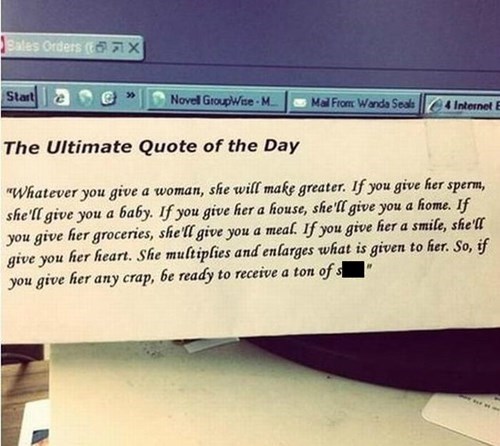 Sales Orders (
Start
»
Novell GroupWise - M...
Mail From: Wanda Seals
4 Internet E
The Ultimate Quote of the Day
"Whatever you give a woman, she will make greater. If you give her sperm,
she'll give you a baby. If you give her a house, she'll give you a home. If
you give her groceries, she'll give you a meal. If you give her a smile, she'll
give you her heart. She multiplies and enlarges what is given to her. So, if
you give her any crap, be ready to receive a ton of s "